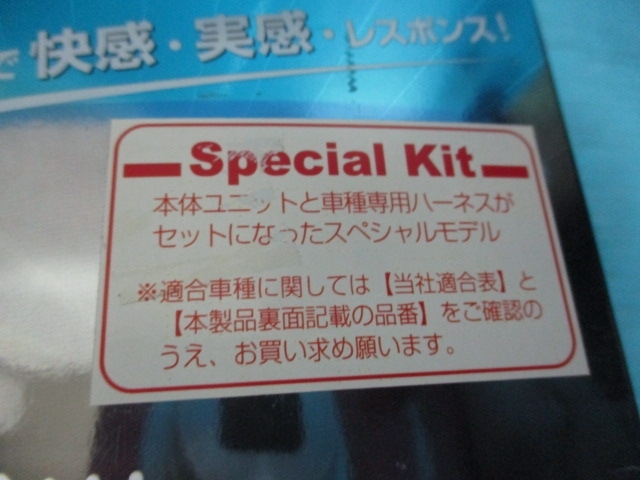 で 快感・実感・レスポンス!
Special Kit
本体ユニットと車種専用ハーネスが
セットになったスペシャルモデル
※適合車種に関しては【当社適合表】と
【本製品裏面記載の品番】をご確認の
うえ、お買い求め願います。